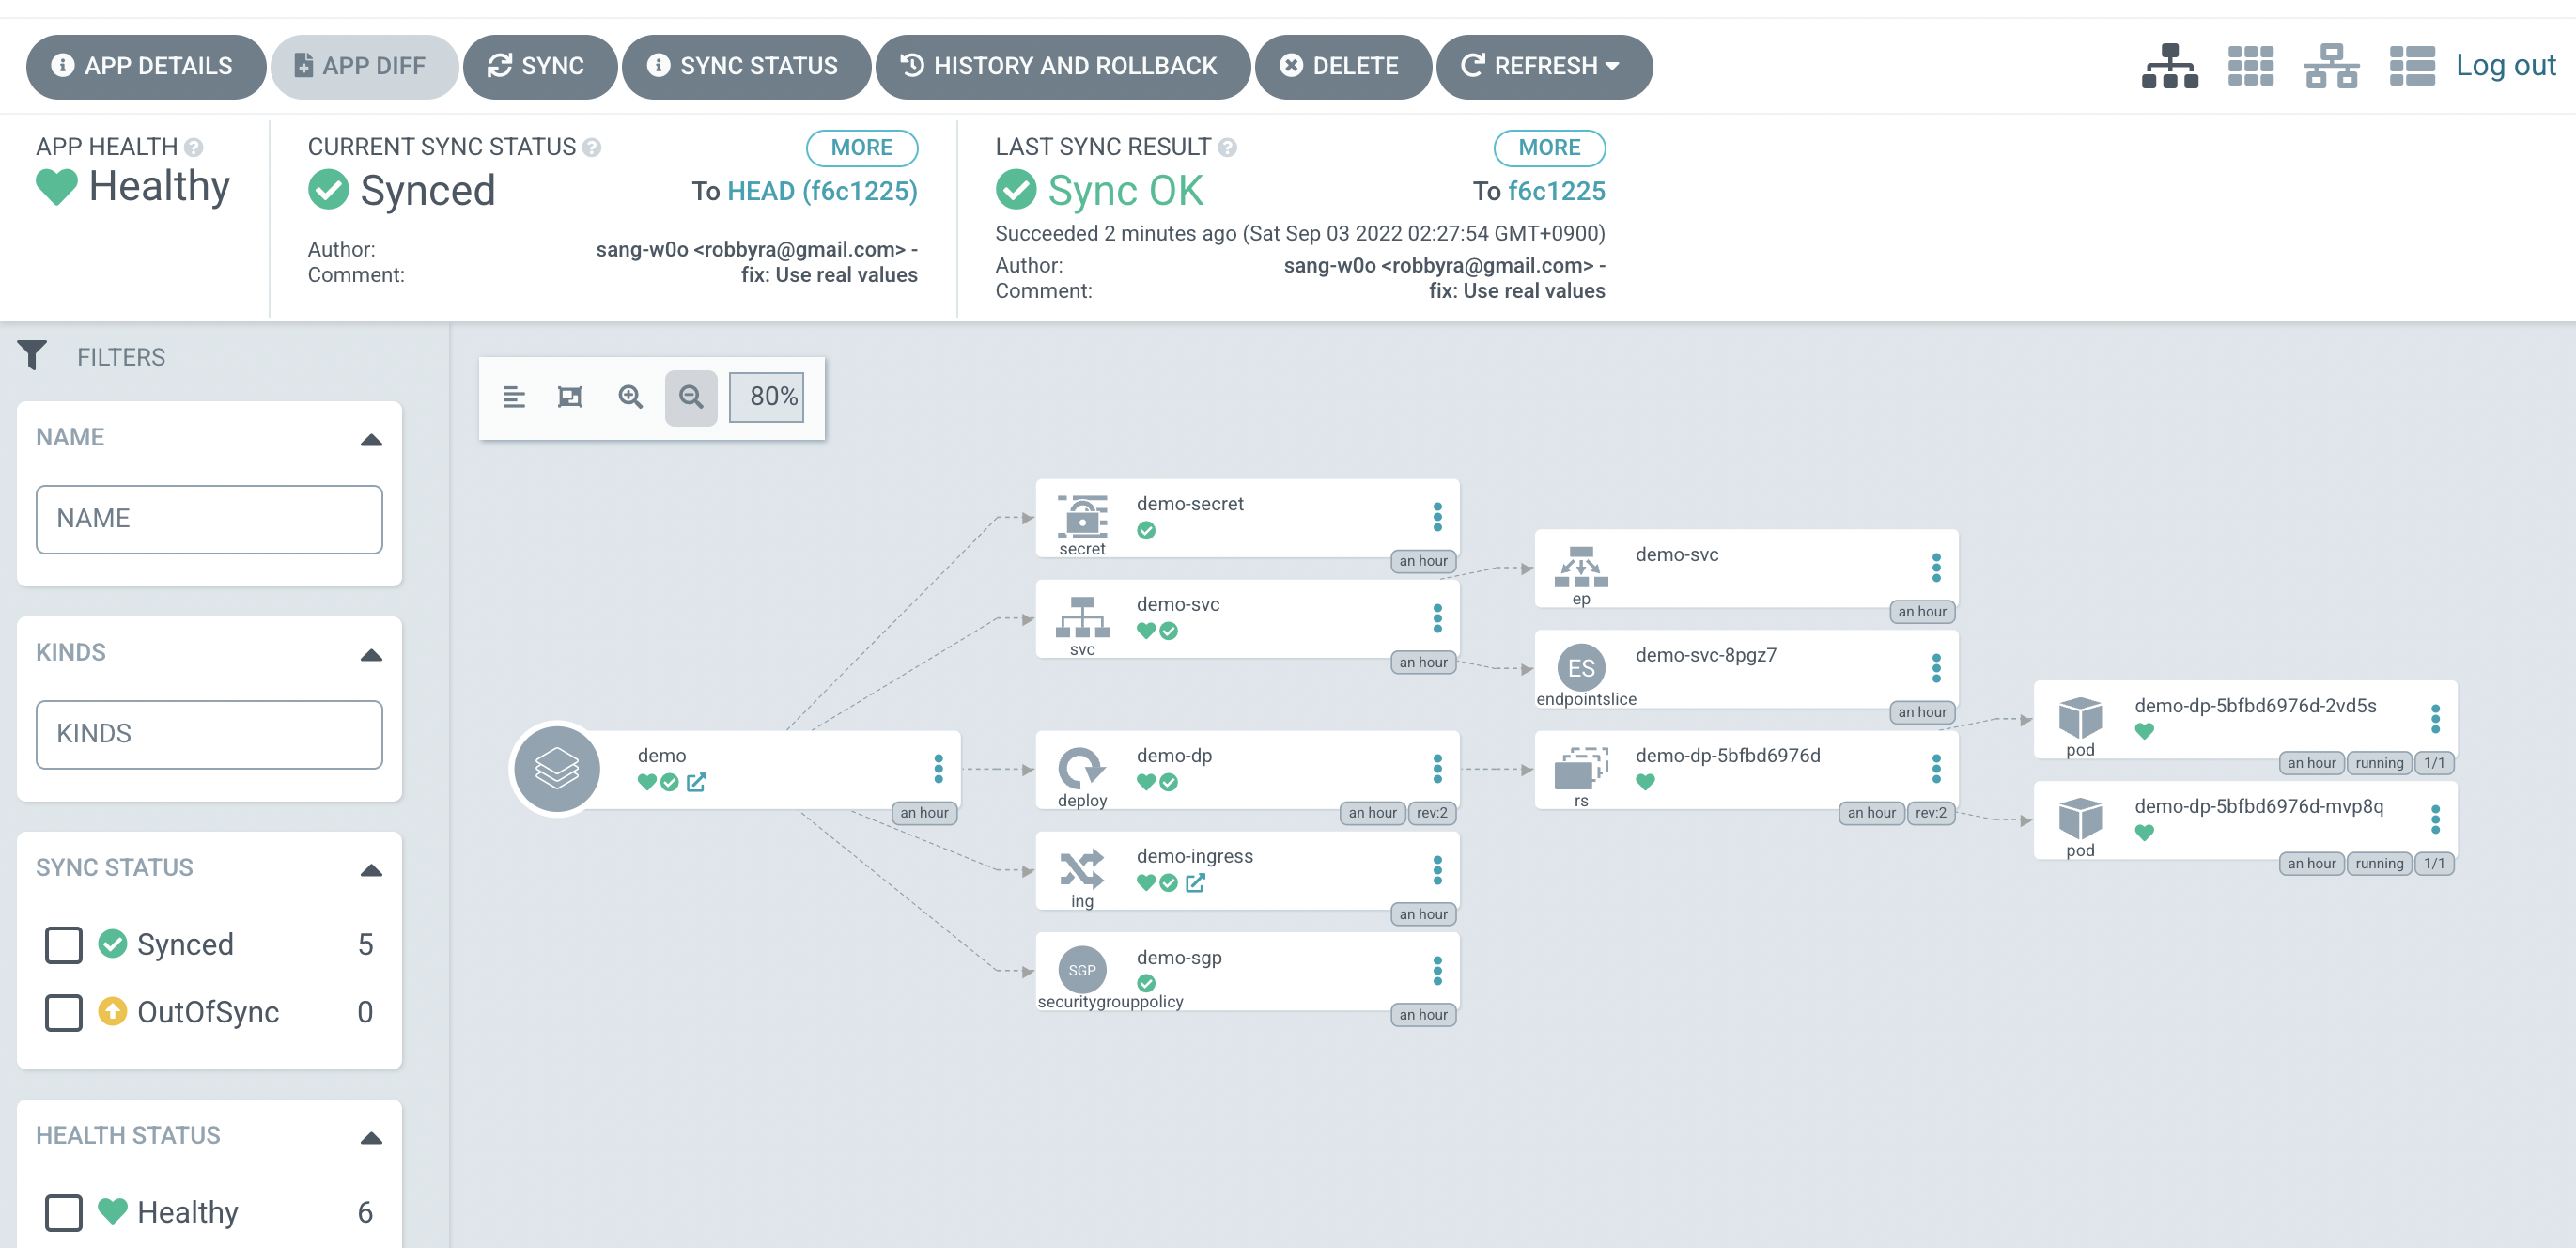 APP DETAILS
APP DIFF
SYNC
SYNC STATUS
HISTORY AND ROLLBACK
DELETE
REFRESH
Log out
APP HEALTH
Healthy
CURRENT SYNC STATUS
MORE
Synced
To HEAD (f6c1225)
Author: sang-w0o <robbyra@gmail.com> -
Comment: fix: Use real values
LAST SYNC RESULT
MORE
Sync OK
To f6c1225
Succeeded 2 minutes ago (Sat Sep 03 2022 02:27:54 GMT+0900)
Author: sang-w0o <robbyra@gmail.com> -
Comment: fix: Use real values
FILTERS
NAME
NAME
KINDS
KINDS
SYNC STATUS
Synced 5
OutOfSync 0
HEALTH STATUS
Healthy 6
80%
demo
an hour
demo-secret
secret
an hour
demo-svc
svc
an hour
demo-dp
deploy
an hour rev:2
demo-ingress
ing
an hour
SGP
demo-sgp
securitygrouppolicy
an hour
demo-svc
ep
an hour
ES
demo-svc-8pgz7
endpointslice
an hour
demo-dp-5bfbd6976d
rs
an hour rev:2
demo-dp-5bfbd6976d-2vd5s
pod
an hour running 1/1
demo-dp-5bfbd6976d-mvp8q
pod
an hour running 1/1